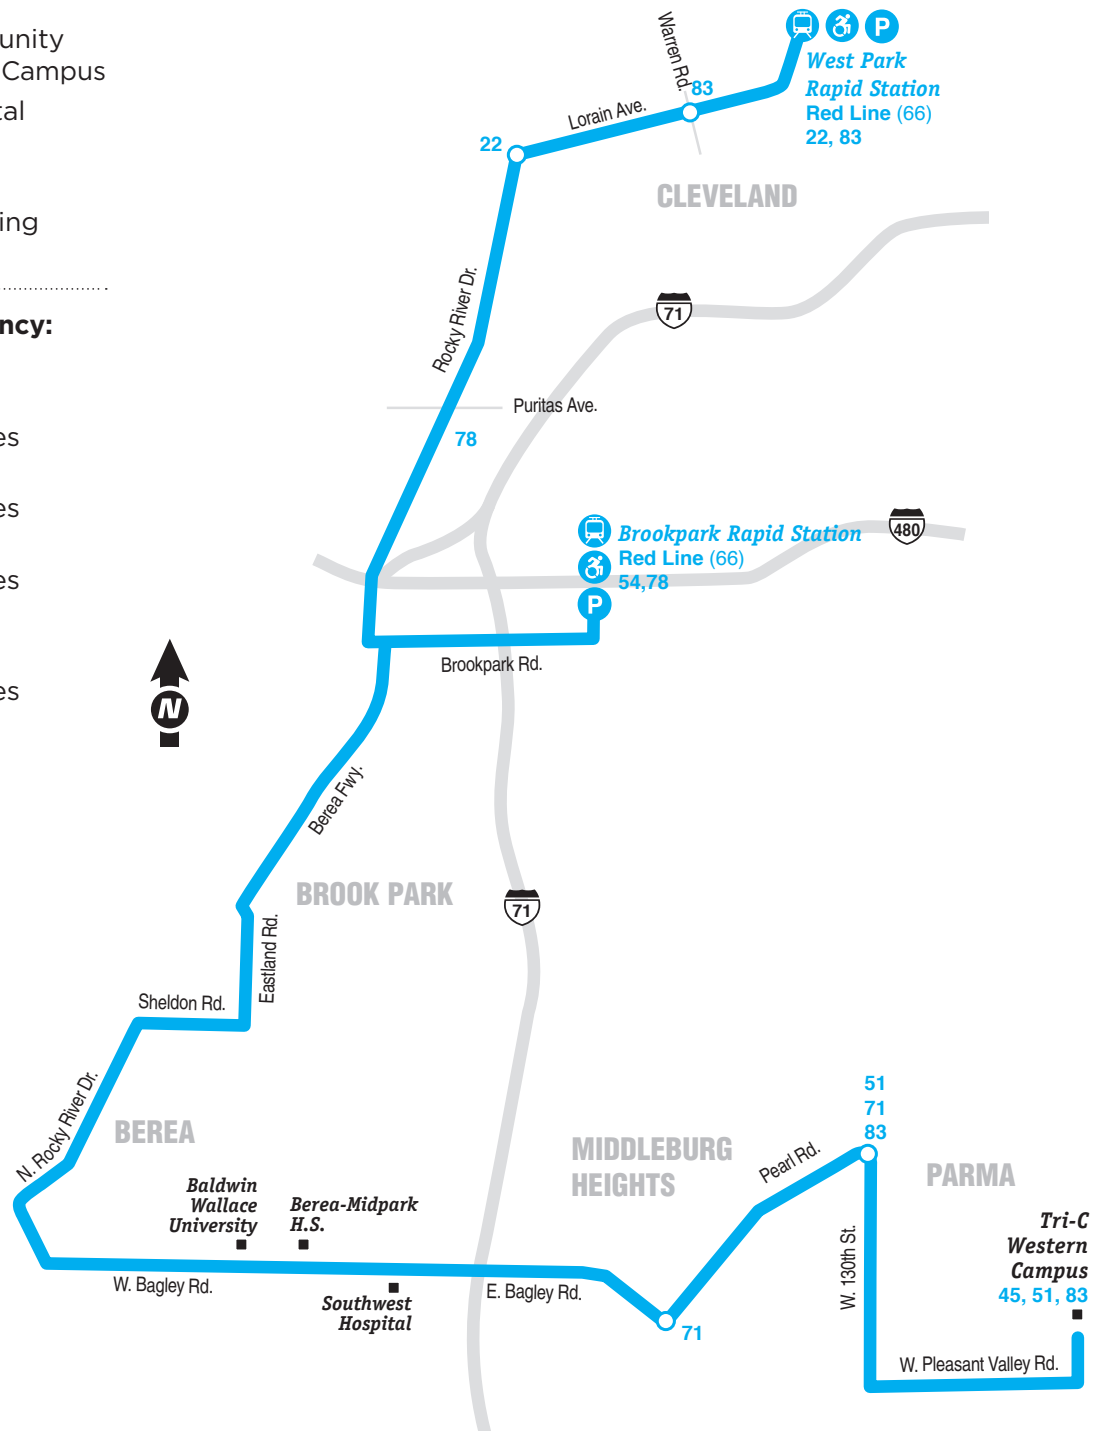 unity
Campus
tal
ing
ncy:
es
es
es
es
Warren Rd.
P
West Park
Rapid Station
Red Line (66)
22, 83
83
Lorain Ave.
22
CLEVELAND
Rocky River Dr.
71
Puritas Ave.
78
Brookpark Rapid Station
Red Line (66)
54,78
P
480
Brookpark Rd.
N
Berea Fwy.
BROOK PARK
71
Eastland Rd.
Sheldon Rd.
N. Rocky River Dr.
BEREA
Baldwin
Wallace
University
Berea-Midpark
H.S.
W. Bagley Rd.
Southwest
Hospital
E. Bagley Rd.
MIDDLEBURG
HEIGHTS
71
Pearl Rd.
51
71
83
PARMA
W. 130th St.
Tri-C
Western
Campus
45, 51, 83
W. Pleasant Valley Rd.